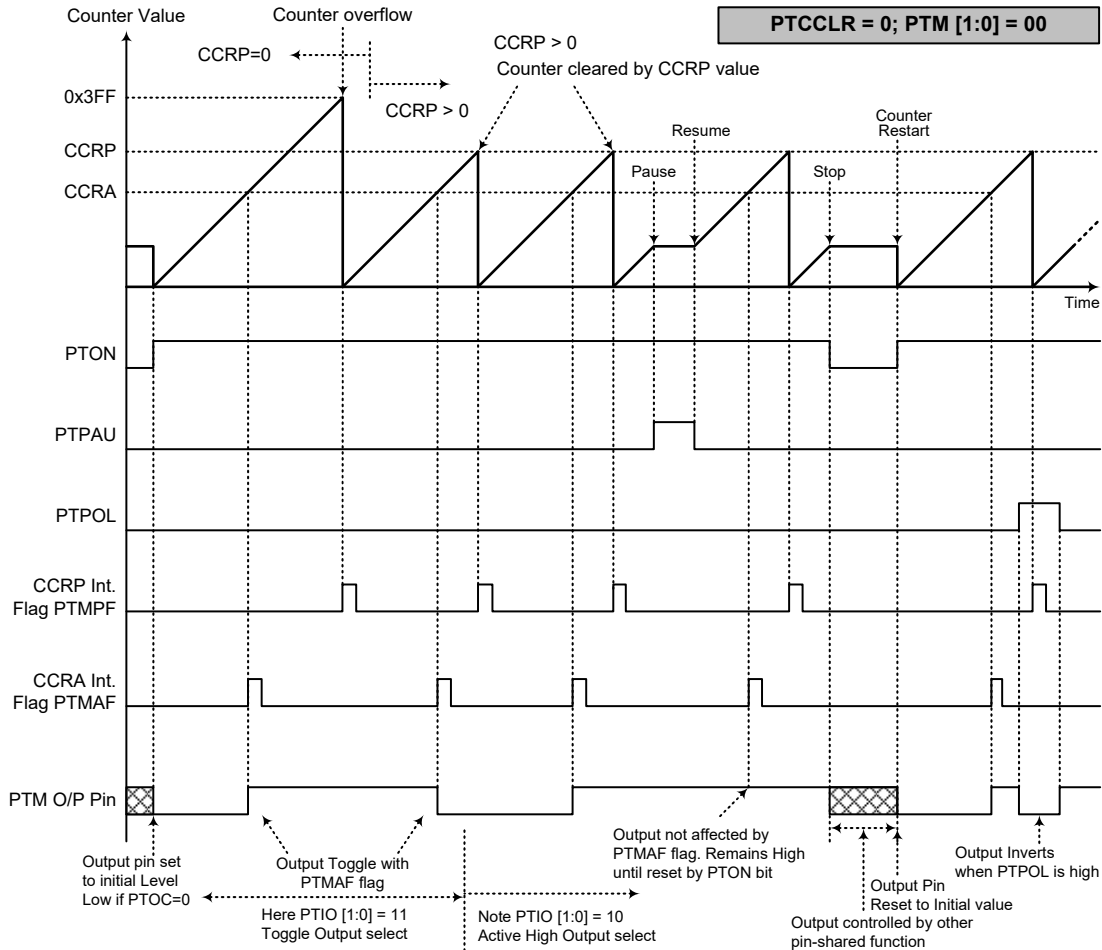 Counter Value
Counter overflow
PTCCLR = 0; PTM [1:0] = 00
CCRP=0
CCRP > 0
CCRP > 0
Counter cleared by CCRP value
0x3FF
CCRP
CCRA
Pause
Resume
Stop
Counter
Restart
Time
PTON
PTPAU
PTPOL
CCRP Int.
Flag PTMPF
CCRA Int.
Flag PTMAF
PTM O/P Pin
Output pin set
to initial Level
Low if PTOC=0
Output Toggle with
PTMAF flag
Here PTIO [1:0] = 11
Toggle Output select
Note PTIO [1:0] = 10
Active High Output select
Output not affected by
PTMAF flag. Remains High
until reset by PTON bit
Output controlled by other
pin-shared function
Output Pin
Reset to Initial value
Output Inverts
when PTPOL is high